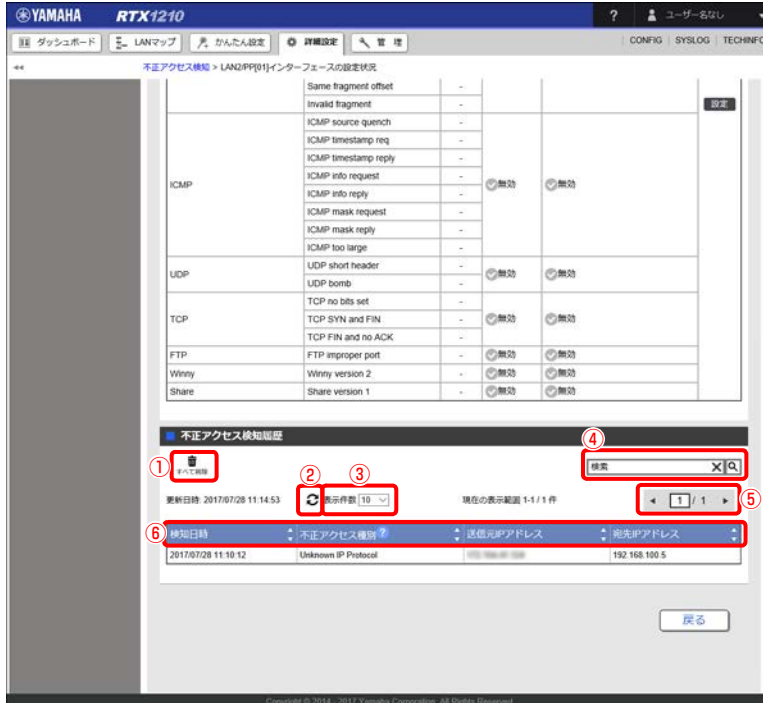 YAMAHA RTX1210 ? ユーザー名なし
ダッシュボード LANマップ かんたん設定 詳細設定 管理 CONFIG SYSLOG TECHINFO
不正アクセス検知 > LAN2/PP[01]インターフェースの設定状況
Same fragment offset -
Invalid fragment - 設定
ICMP source quench -
ICMP timestamp req -
ICMP timestamp reply -
ICMP info request -
ICMP 無効 無効
ICMP info reply -
ICMP mask request -
ICMP mask reply -
ICMP too large -
UDP short header -
UDP 無効 無効
UDP bomb -
TCP no bits set -
TCP TCP SYN and FIN - 無効 無効
TCP FIN and no ACK -
FTP FTP improper port - 無効 無効
Winny Winny version 2 - 無効 無効
Share Share version 1 - 無効 無効
不正アクセス検知履歴
① すべて削除 ② ③ ④ 検索
更新日時: 2017/07/28 11:14:53 表示件数 10 現在の表示範囲 1-1 / 1 件 1 / 1 ⑤
⑥ 検知日時 不正アクセス種別 ? 送信元IPアドレス 宛先IPアドレス
2017/07/28 11:10:12 Unknown IP Protocol 192.168.100.5
戻る
Copyright © 2014 - 2017 Yamaha Corporation. All Rights Reserved.